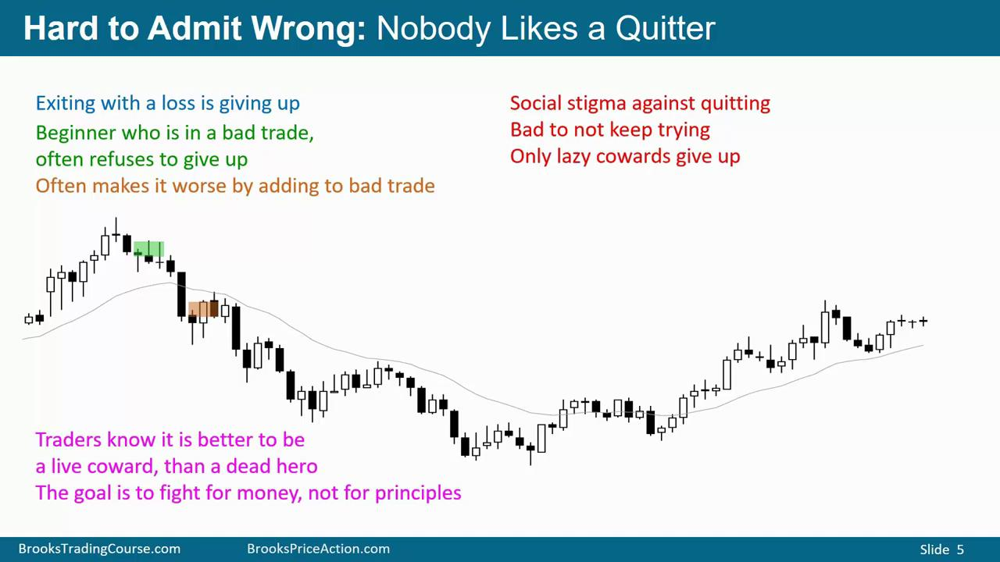 Hard to Admit Wrong: Nobody Likes a Quitter
Exiting with a loss is giving up
Beginner who is in a bad trade,
often refuses to give up
Often makes it worse by adding to bad trade
Social stigma against quitting
Bad to not keep trying
Only lazy cowards give up
Traders know it is better to be
a live coward, than a dead hero
The goal is to fight for money, not for principles
BrooksTradingCourse.com
BrooksPriceAction.com
Slide 5